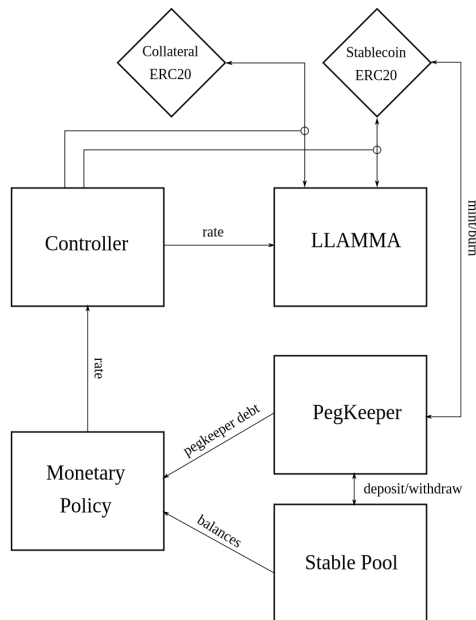 Collateral
ERC20
Stablecoin
ERC20
mint/burn
Controller
rate
LLAMMA
rate
pegkeeper debt
PegKeeper
Monetary
Policy
deposit/withdraw
balances
Stable Pool